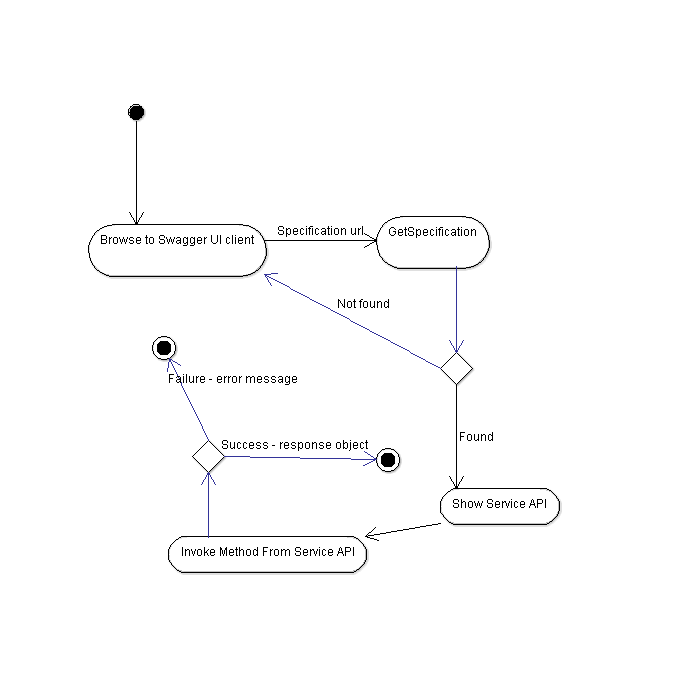 Specification url
GetSpecification
Browse to Swagger UI client
Not found
Failure - error message
Found
Success - response object
Show Service API
Invoke Method From Service API